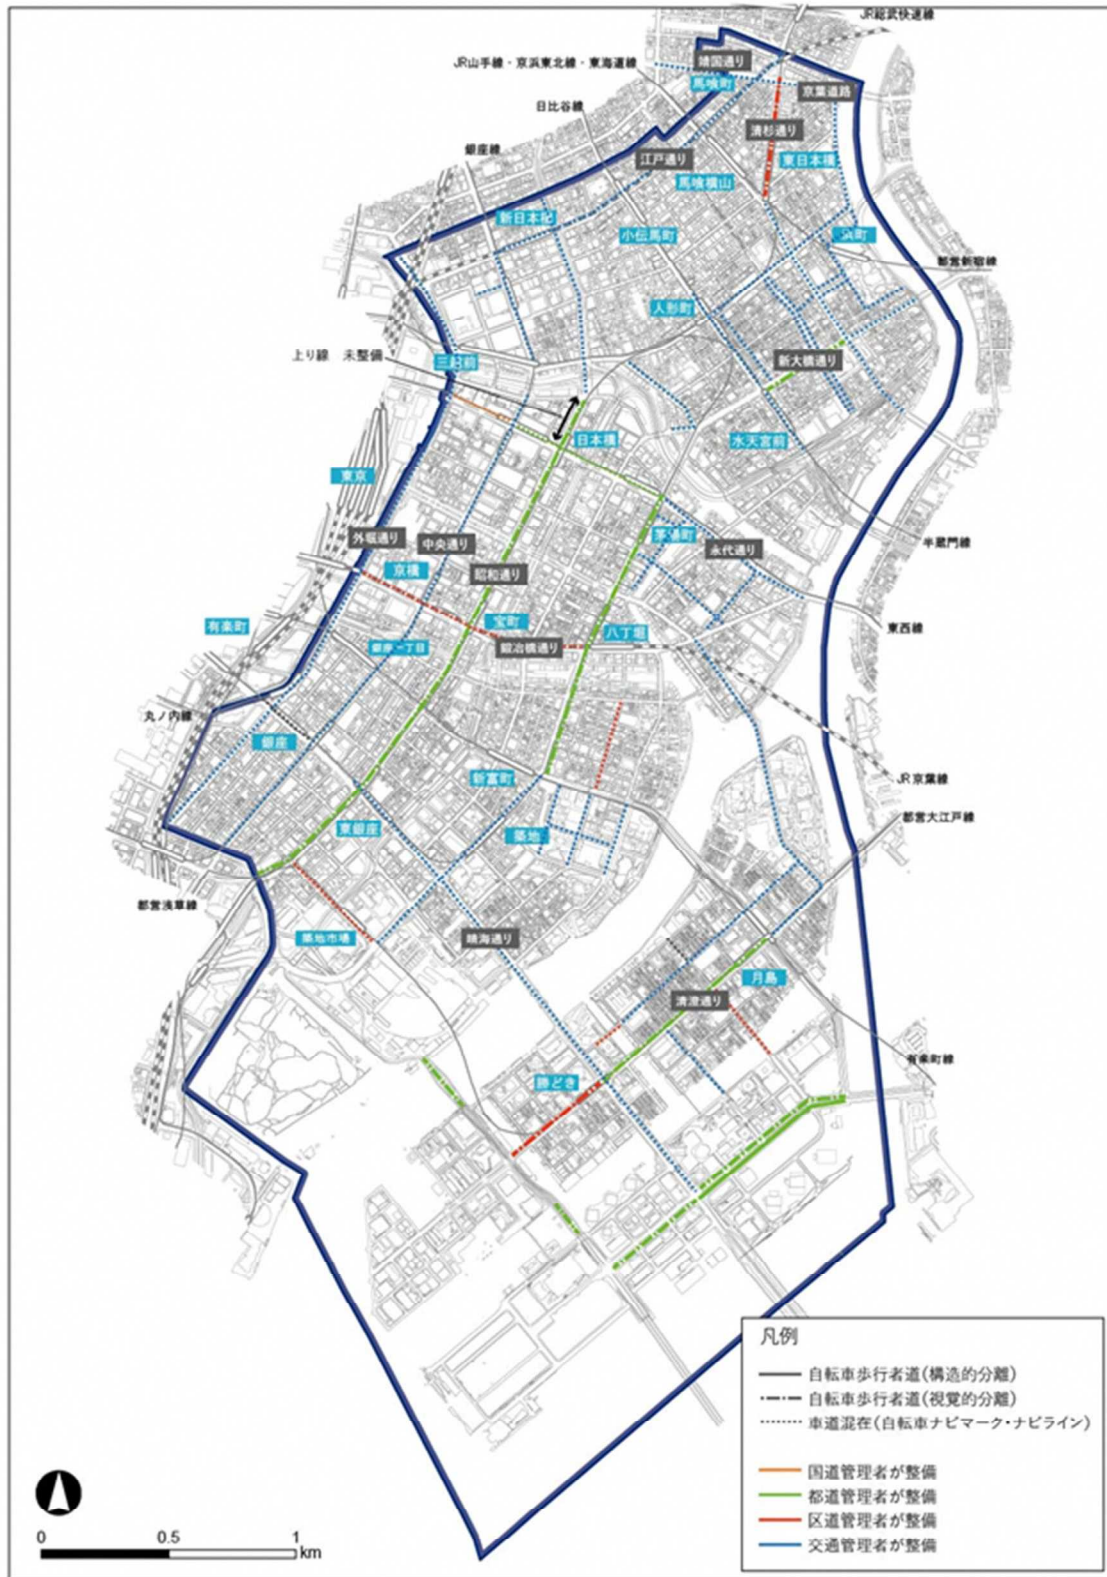 JR総武快速線
靖国通り
JR山手線・京浜東北線・東海道線
馬喰町
京葉道路
日比谷線
清杉通り
銀座線
江戸通り
東日本橋
馬喰横山
新日本橋
小伝馬町
浜町
都営新宿線
人形町
上り線 未整備
三越前
新大橋通り
日本橋
水天宮前
東京
外堀通り
中央通り
茅場町
永代通り
半蔵門線
京橋
昭和通り
有楽町
宝町
八丁堀
東西線
銀座一丁目
鍛冶橋通り
丸ノ内線
銀座
新富町
JR京葉線
都営大江戸線
東銀座
築地
都営浅草線
築地市場
晴海通り
月島
清澄通り
有楽町線
勝どき
凡例
自転車歩行者道(構造的分離)
自転車歩行者道(視覚的分離)
車道混在(自転車ナビマーク・ナビライン)
国道管理者が整備
都道管理者が整備
区道管理者が整備
交通管理者が整備
0 0.5 1
km